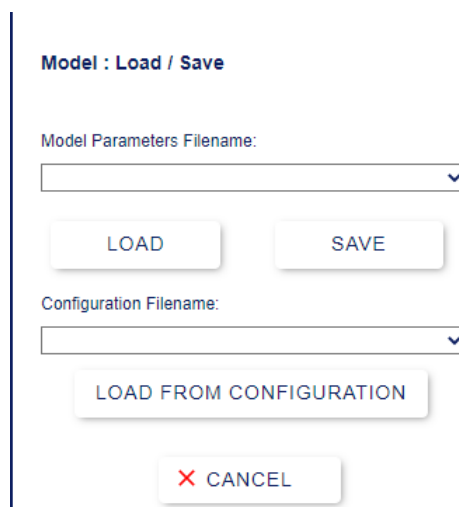 Model : Load / Save
Model Parameters Filename:
LOAD SAVE
Configuration Filename:
LOAD FROM CONFIGURATION
CANCEL